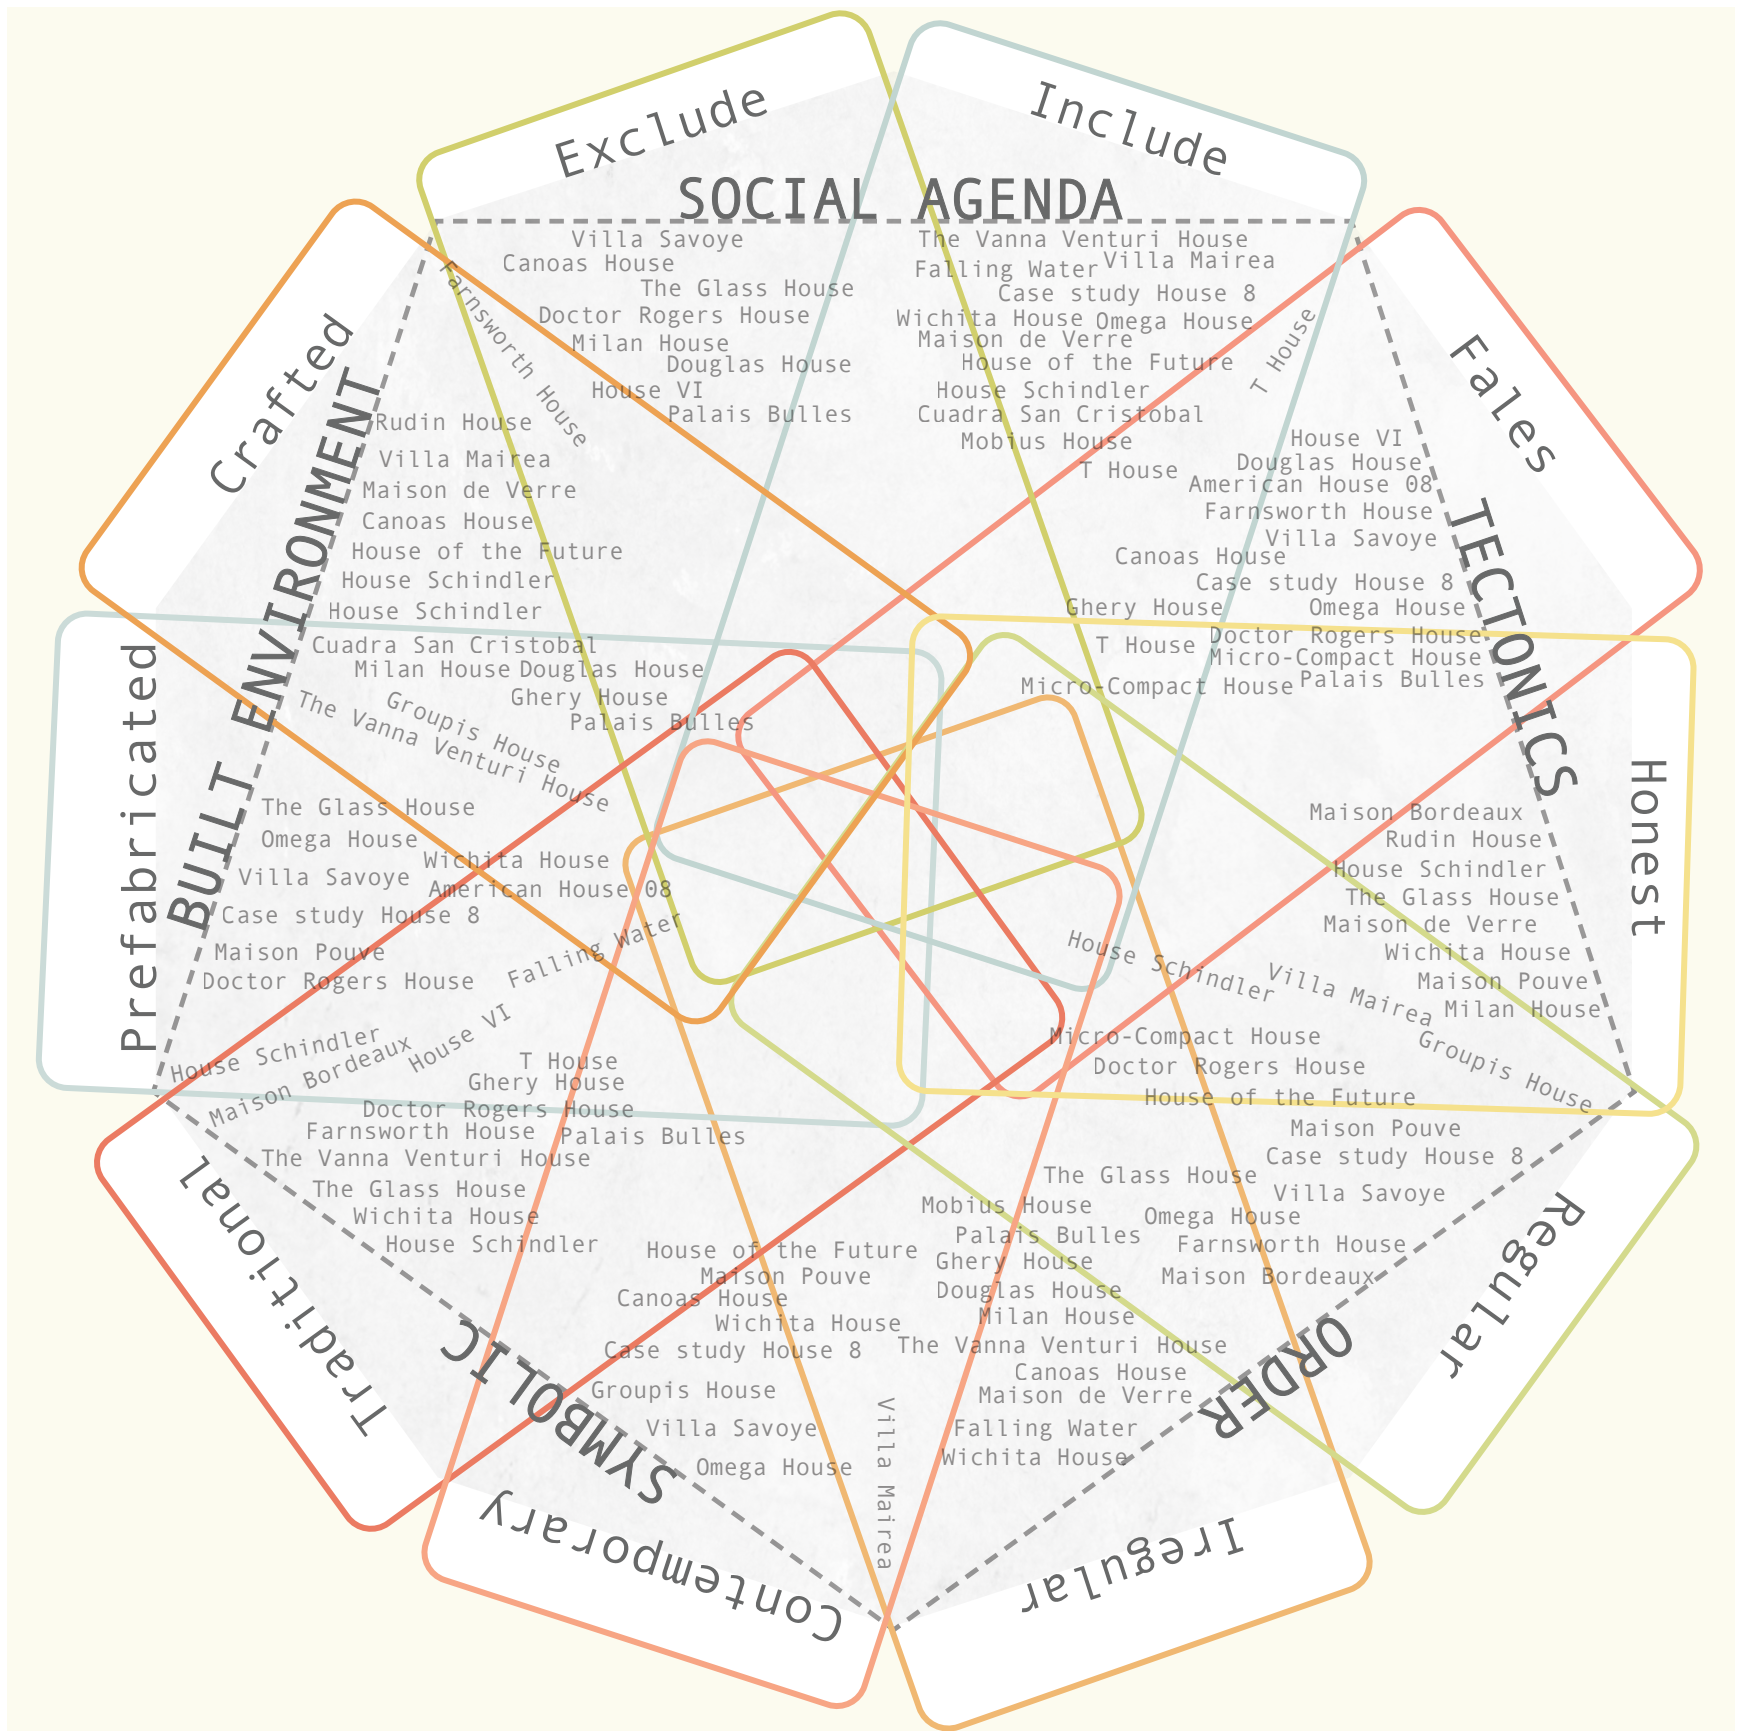 Exclude
Include
SOCIAL AGENDA
Villa Savoye
Canoas House
The Glass House
Doctor Rogers House
Milan House
Douglas House
House VI
Palais Bulles
Farnsworth House
The Vanna Venturi House
Falling Water
Villa Mairea
Case study House 8
Wichita House
Omega House
Maison de Verre
House of the Future
House Schindler
Cuadra San Cristobal
Mobius House
T House
T House
Fales
TECTONICS
House VI
Douglas House
American House 08
Farnsworth House
Villa Savoye
Canoas House
Case study House 8
Ghery House
Omega House
Doctor Rogers House
T House
Micro-Compact House
Micro-Compact House
Palais Bulles
Honest
Maison Bordeaux
Rudin House
House Schindler
The Glass House
Maison de Verre
Wichita House
Maison Pouve
Milan House
House Schindler
Villa Mairea
Groupis House
Micro-Compact House
Doctor Rogers House
House of the Future
Maison Pouve
Case study House 8
The Glass House
Villa Savoye
Mobius House
Omega House
Palais Bulles
Farnsworth House
Ghery House
Maison Bordeaux
Douglas House
Milan House
The Vanna Venturi House
Canoas House
Maison de Verre
Falling Water
Wichita House
Regular
ORDER
Iregular
Villa Mairea
House of the Future
Maison Pouve
Canoas House
Wichita House
Case study House 8
Groupis House
Villa Savoye
Omega House
Contemporary
SYMBOLIC
Traditional
T House
Ghery House
Doctor Rogers House
Farnsworth House
Palais Bulles
The Vanna Venturi House
The Glass House
Wichita House
House Schindler
House Schindler
Maison Bordeaux
House VI
Falling Water
Prefabricated
BUILT ENVIRONMENT
The Glass House
Omega House
Wichita House
Villa Savoye
American House 08
Case study House 8
Maison Pouve
Doctor Rogers House
Crafted
Rudin House
Villa Mairea
Maison de Verre
Canoas House
House of the Future
House Schindler
House Schindler
Cuadra San Cristobal
Milan House
Douglas House
Ghery House
Palais Bulles
Groupis House
The Vanna Venturi House